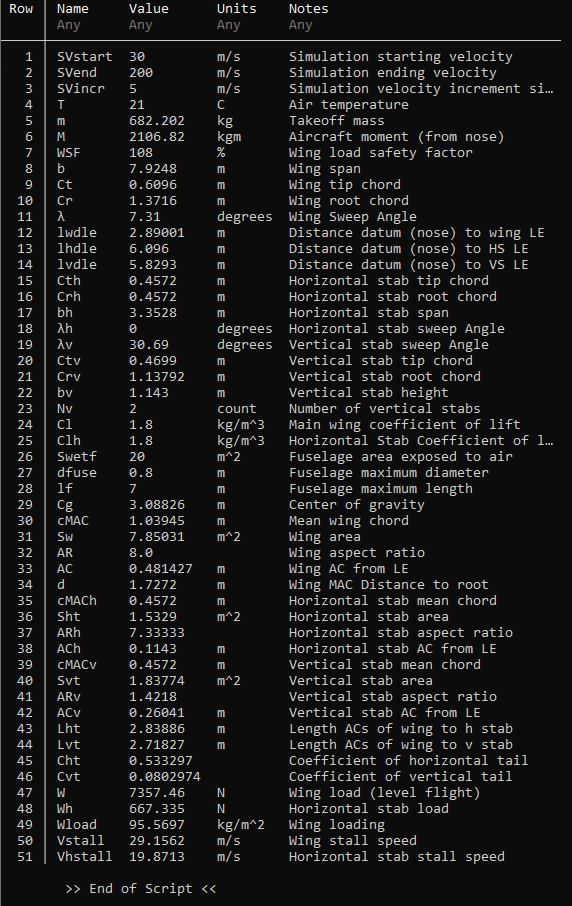 Row Name Value Units Notes
Any Any Any Any
1 SVstart 30 m/s Simulation starting velocity
2 SVend 200 m/s Simulation ending velocity
3 SVincr 5 m/s Simulation velocity increment si…
4 T 21 C Air temperature
5 m 682.202 kg Takeoff mass
6 M 2106.82 kgm Aircraft moment (from nose)
7 WSF 108 % Wing load safety factor
8 b 7.9248 m Wing span
9 Ct 0.6096 m Wing tip chord
10 Cr 1.3716 m Wing root chord
11 λ 7.31 degrees Wing Sweep Angle
12 lwdle 2.89001 m Distance datum (nose) to wing LE
13 lhdle 6.096 m Distance datum (nose) to HS LE
14 lvdle 5.8293 m Distance datum (nose) to VS LE
15 Cth 0.4572 m Horizontal stab tip chord
16 Crh 0.4572 m Horizontal stab root chord
17 bh 3.3528 m Horizontal stab span
18 λh 0 degrees Horizontal stab sweep Angle
19 λv 30.69 degrees Vertical stab sweep Angle
20 Ctv 0.4699 m Vertical stab tip chord
21 Crv 1.13792 m Vertical stab root chord
22 bv 1.143 m Vertical stab height
23 Nv 2 count Number of vertical stabs
24 Cl 1.8 kg/m^3 Main wing coefficient of lift
25 Clh 1.8 kg/m^3 Horizontal Stab Coefficient of l…
26 Swetf 20 m^2 Fuselage area exposed to air
27 dfuse 0.8 m Fuselage maximum diameter
28 lf 7 m Fuselage maximum length
29 Cg 3.08826 m Center of gravity
30 cMAC 1.03945 m Mean wing chord
31 Sw 7.85031 m^2 Wing area
32 AR 8.0 Wing aspect ratio
33 AC 0.481427 m Wing AC from LE
34 d 1.7272 m Wing MAC Distance to root
35 cMACh 0.4572 m Horizontal stab mean chord
36 Sht 1.5329 m^2 Horizontal stab area
37 ARh 7.33333 Horizontal stab aspect ratio
38 ACh 0.1143 m Horizontal stab AC from LE
39 cMACv 0.4572 m Vertical stab mean chord
40 Svt 1.83774 m^2 Vertical stab area
41 ARv 1.4218 Vertical stab aspect ratio
42 ACv 0.26041 m Vertical stab AC from LE
43 Lht 2.83886 m Length ACs of wing to h stab
44 Lvt 2.71827 m Length ACs of wing to v stab
45 Cht 0.533297 Coefficient of horizontal tail
46 Cvt 0.0802974 Coefficient of vertical tail
47 W 7357.46 N Wing load (level flight)
48 Wh 667.335 N Horizontal stab load
49 Wload 95.5697 kg/m^2 Wing loading
50 Vstall 29.1562 m/s Wing stall speed
51 Vhstall 19.8713 m/s Horizontal stab stall speed
>> End of Script <<